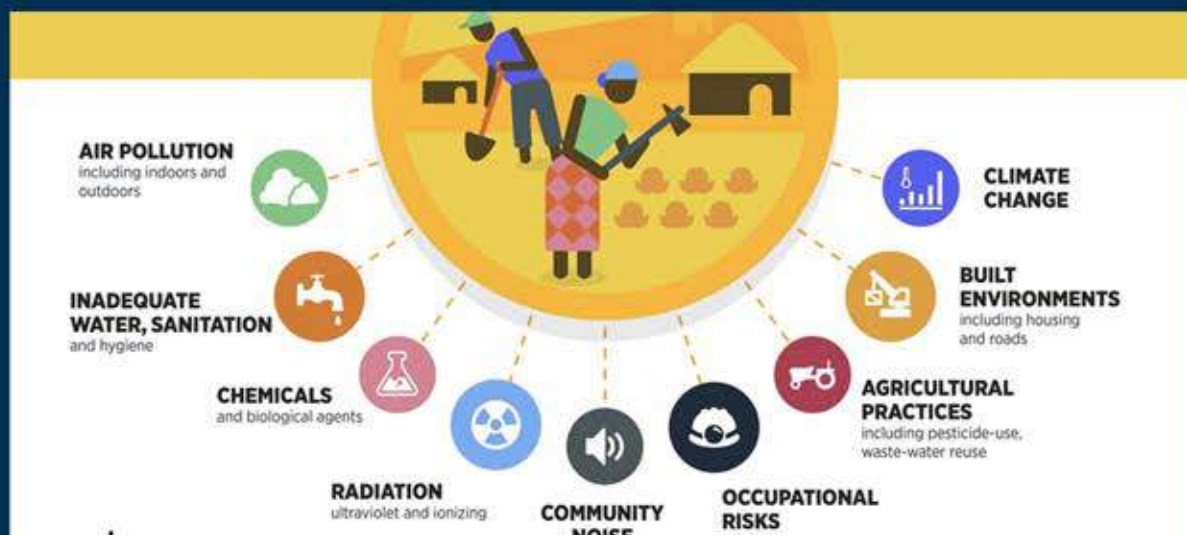 AIR POLLUTION
including indoors and
outdoors
INADEQUATE
WATER, SANITATION
and hygiene
CHEMICALS
and biological agents
RADIATION
ultraviolet and ionizing
COMMUNITY
NOISE
OCCUPATIONAL
RISKS
AGRICULTURAL
PRACTICES
including pesticide-use,
waste-water reuse
BUILT
ENVIRONMENTS
including housing
and roads
CLIMATE
CHANGE